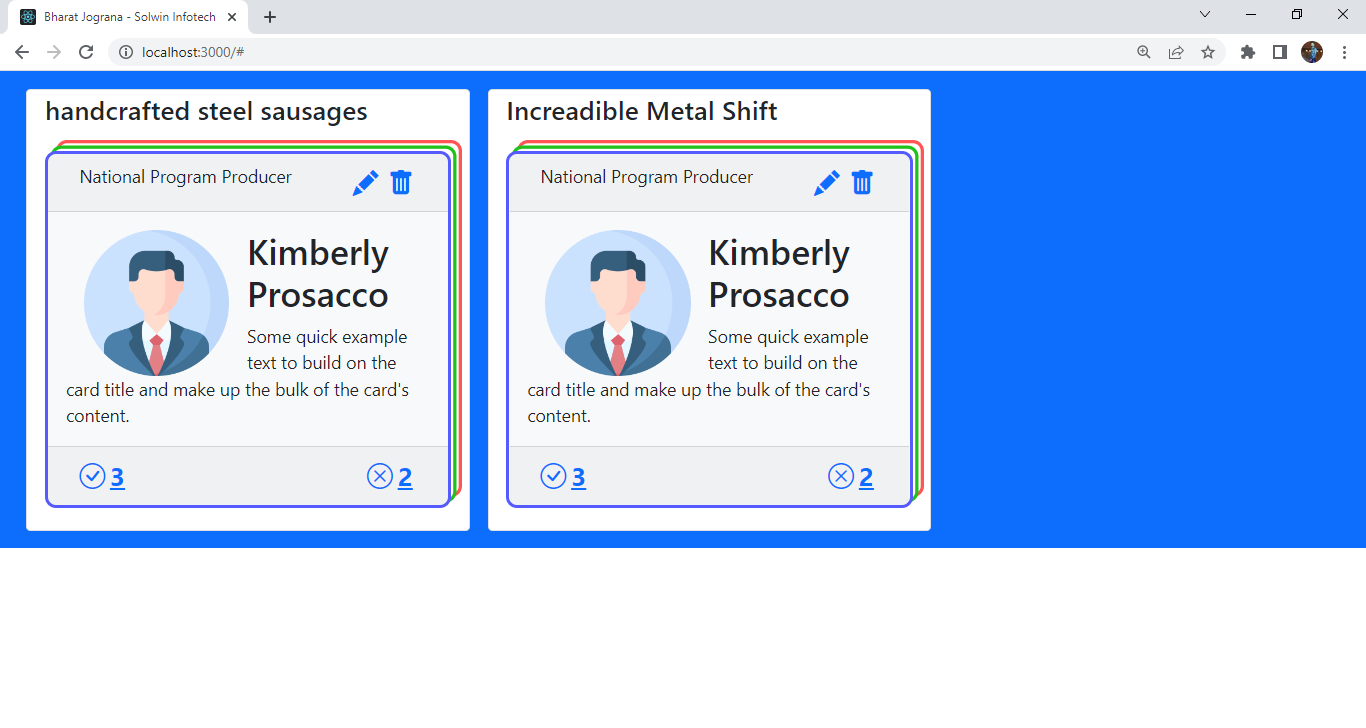 Bharat Jograna - Solwin Infotech
localhost:3000/#
handcrafted steel sausages
National Program Producer
Kimberly
Prosacco
Some quick example
text to build on the
card title and make up the bulk of the card's
content.
3
2
Increadible Metal Shift
National Program Producer
Kimberly
Prosacco
Some quick example
text to build on the
card title and make up the bulk of the card's
content.
3
2